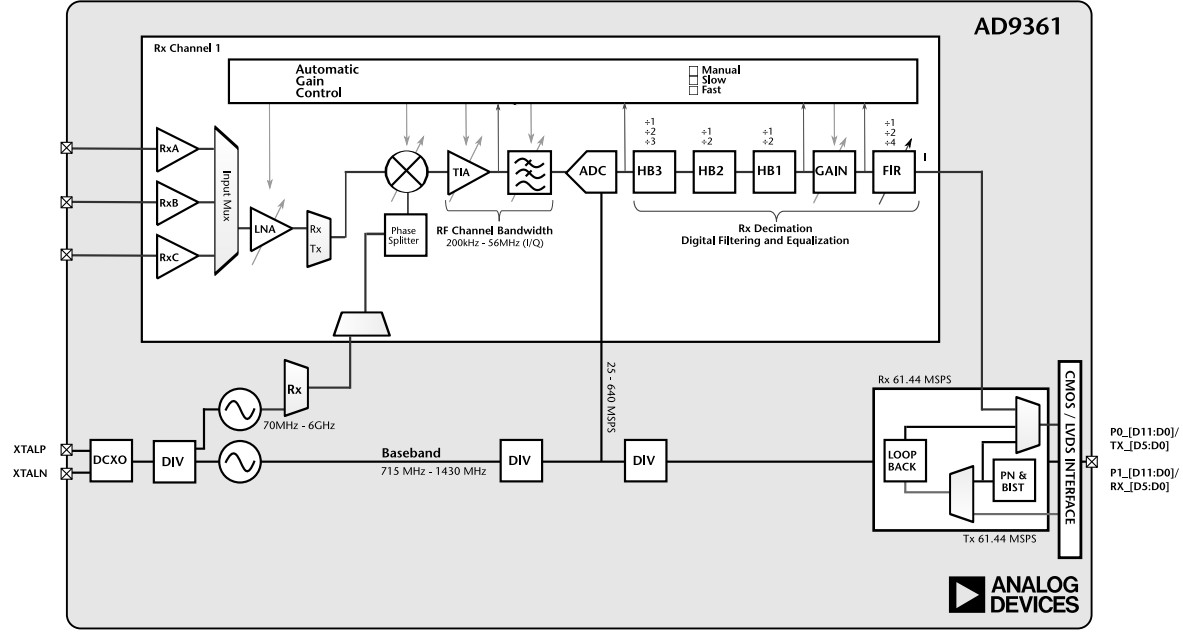 AD9361
Rx Channel 1
Automatic
Gain
Control
Manual
Slow
Fast
RxA
RxB
RxC
Input Mux
LNA
Rx
Tx
Phase
Splitter
TIA
RF Channel Bandwidth
200kHz - 56MHz (I/Q)
ADC
÷1
÷2
÷3
HB3
÷1
÷2
HB2
÷1
÷2
HB1
GAIN
÷1
÷2
÷4
FIR
I
Rx Decimation
Digital Filtering and Equalization
Rx
70MHz - 6GHz
25 - 640 MSPS
XTALP
XTALN
DCXO
DIV
Baseband
715 MHz - 1430 MHz
DIV
DIV
Rx 61.44 MSPS
LOOP
BACK
PN &
BIST
Tx 61.44 MSPS
CMOS / LVDS INTERFACE
P0_[D11:D0]/
TX_[D5:D0]
P1_[D11:D0]/
RX_[D5:D0]
ANALOG
DEVICES